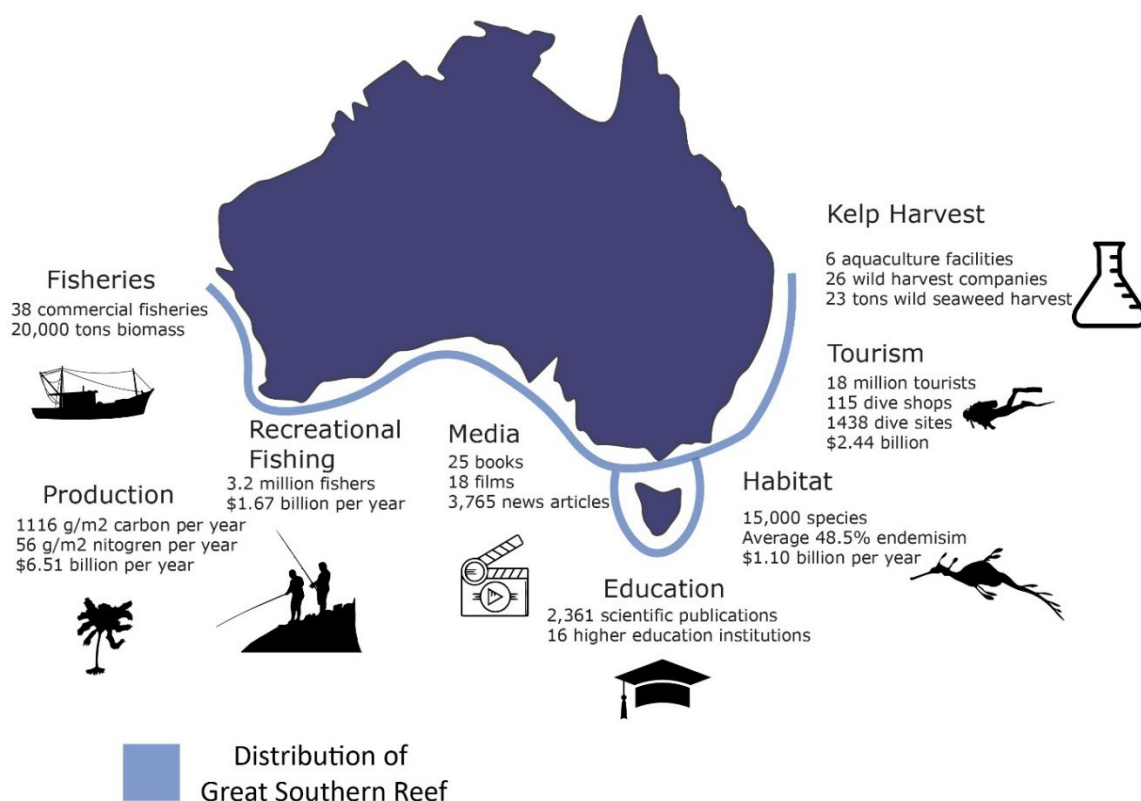 Kelp Harvest
6 aquaculture facilities
26 wild harvest companies
23 tons wild seaweed harvest
Fisheries
38 commercial fisheries
20,000 tons biomass
Tourism
18 million tourists
115 dive shops
1438 dive sites
$2.44 billion
Recreational
Fishing
3.2 million fishers
$1.67 billion per year
Media
25 books
18 films
3,765 news articles
Habitat
15,000 species
Average 48.5% endemisim
$1.10 billion per year
Production
1116 g/m2 carbon per year
56 g/m2 nitogren per year
$6.51 billion per year
Education
2,361 scientific publications
16 higher education institutions
Distribution of
Great Southern Reef